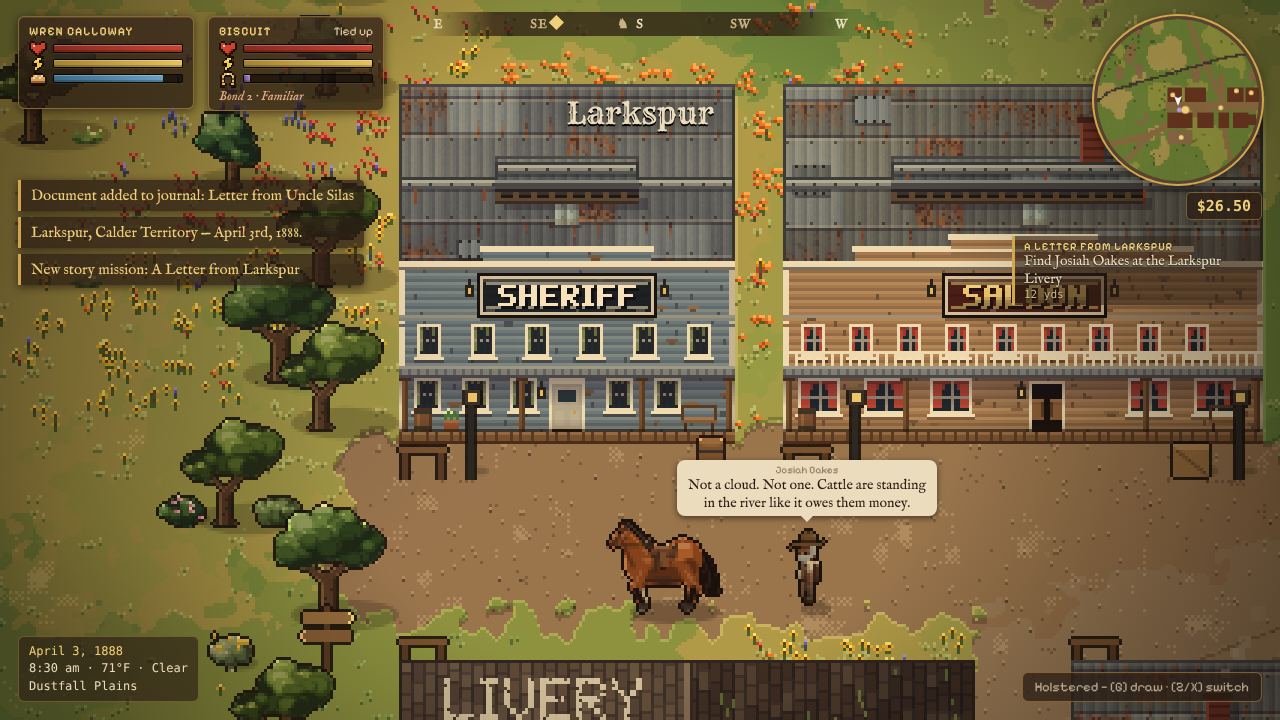 WREN CALLOWAY
BISCUIT
Tied up
Bond 2 · Familiar
E
SE
S
SW
W
Larkspur
Document added to journal: Letter from Uncle Silas
Larkspur, Calder Territory — April 3rd, 1888.
New story mission: A Letter from Larkspur
$26.50
A LETTER FROM LARKSPUR
Find Josiah Oakes at the Larkspur
Livery
12 yds
SHERIFF
Josiah Oakes
Not a cloud. Not one. Cattle are standing
in the river like it owes them money.
April 3, 1888
8:30 am · 71°F · Clear
Dustfall Plains
LIVERY
Holstered - [G] draw · [Z/X] switch